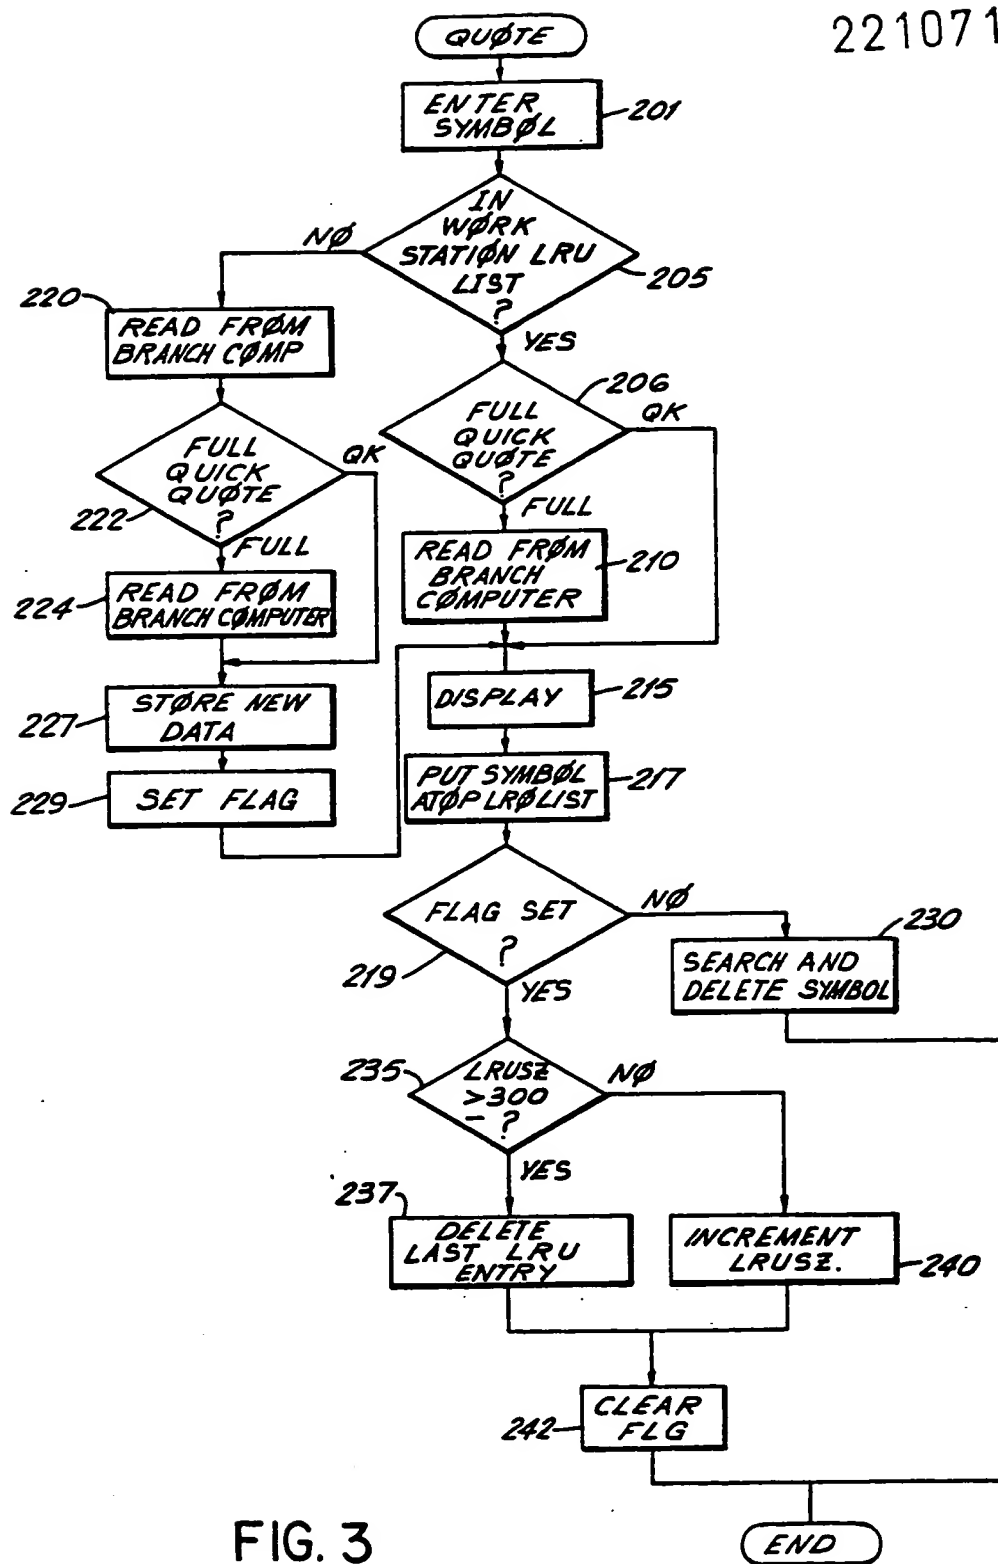 221071
QUØTE
ENTER
SYMBØL
201
IN
WØRK
STATIØN LRU
LIST
?
205
NØ
YES
220
READ FRØM
BRANCH CØMP
206
FULL
QUICK
QUØTE
?
QK
FULL
222
FULL
QUICK
QUØTE
?
QK
FULL
READ FRØM
BRANCH
CØMPUTER
210
224
READ FRØM
BRANCH CØMPUTER
DISPLAY
215
227
STØRE NEW
DATA
PUT SYMBØL
ATØP LRØ LIST
217
229
SET FLAG
FLAG SET
?
219
NØ
YES
230
SEARCH AND
DELETE SYMBOL
235
LRUSZ
>300
- ?
NØ
YES
237
DELETE
LAST LRU
ENTRY
INCREMENT
LRUSZ.
240
CLEAR
FLG
242
END
FIG. 3